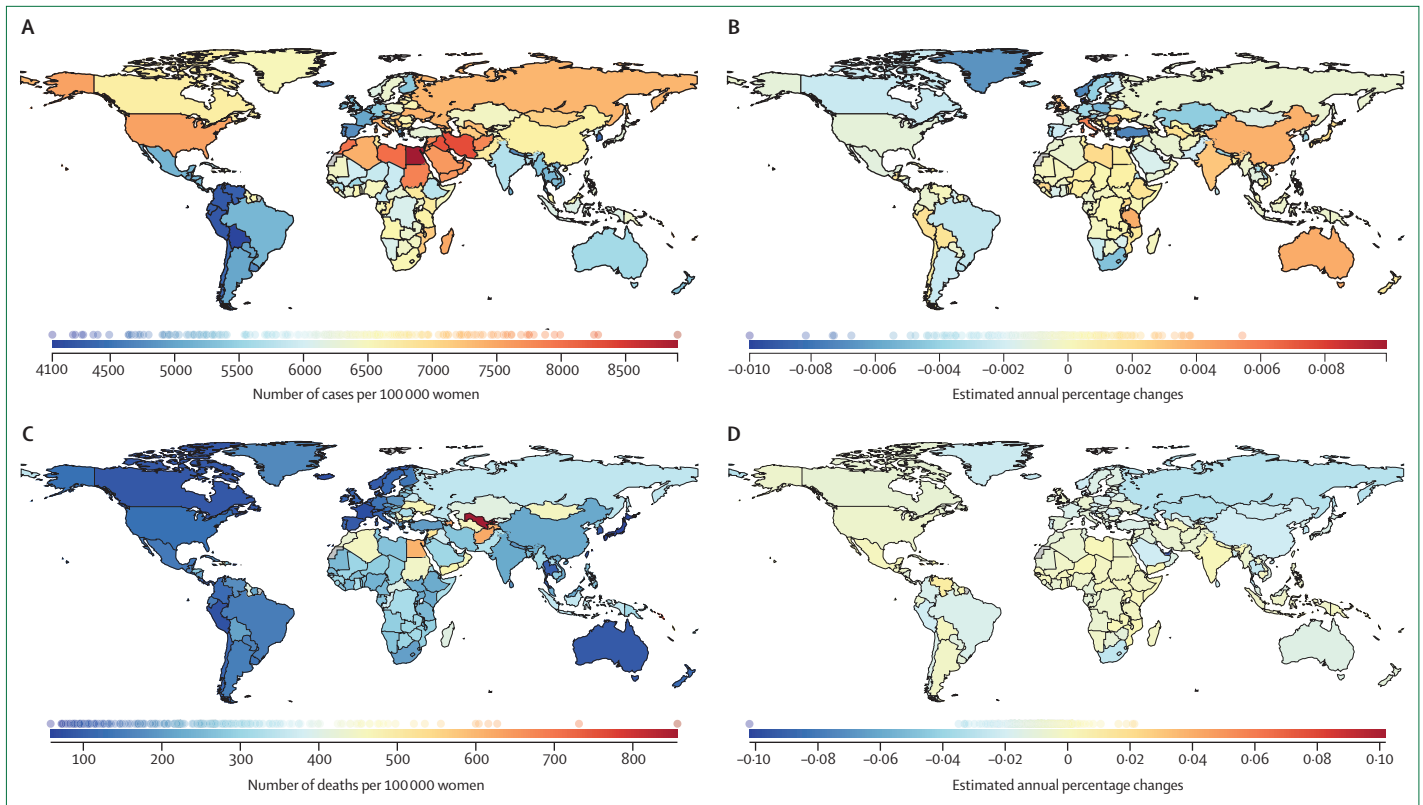 A
4100 4500 5000 5500 6000 6500 7000 7500 8000 8500
Number of cases per 100 000 women
B
–0·010 –0·008 –0·006 –0·004 –0·002 0 0·002 0·004 0·006 0·008
Estimated annual percentage changes
C
100 200 300 400 500 600 700 800
Number of deaths per 100 000 women
D
–0·10 –0·08 –0·06 –0·04 –0·02 0 0·02 0·04 0·06 0·08 0·10
Estimated annual percentage changes